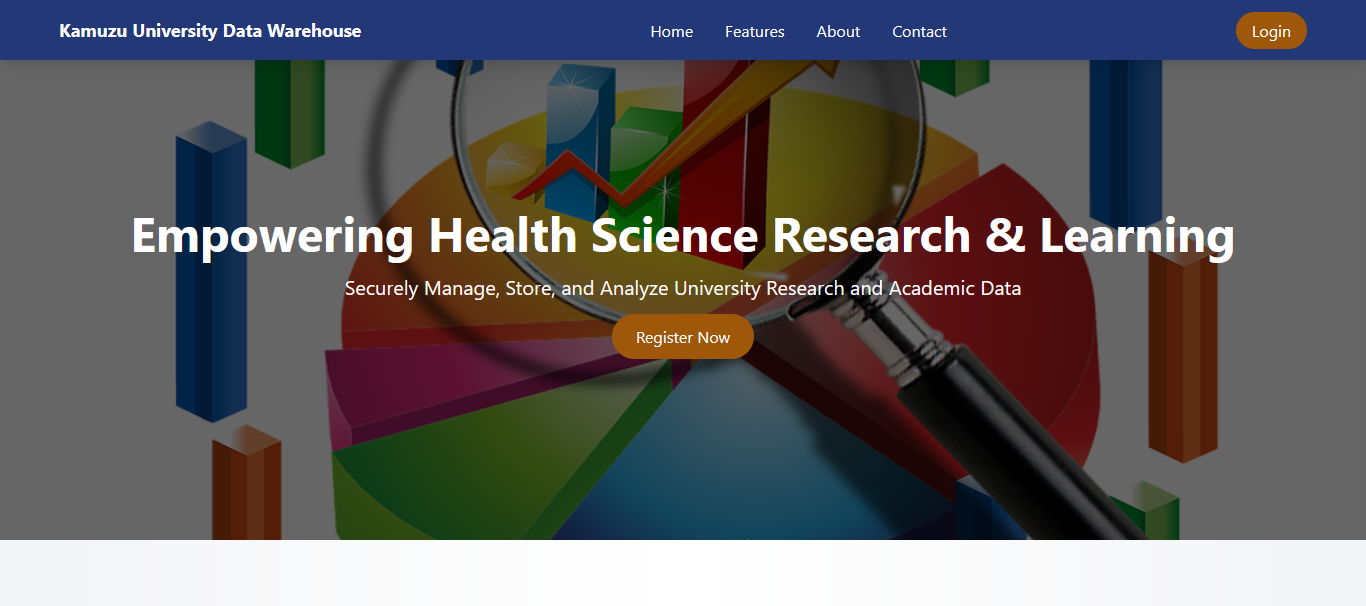 Kamuzu University Data Warehouse
Home Features About Contact
Login
Empowering Health Science Research & Learning
Securely Manage, Store, and Analyze University Research and Academic Data
Register Now